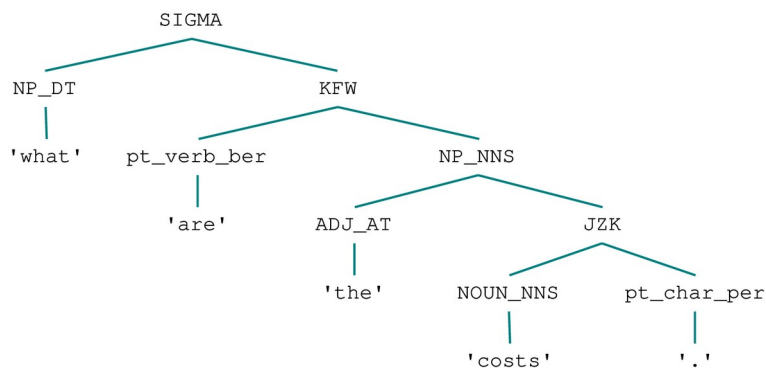 SIGMA
NP_DT KFW
'what' pt_verb_ber NP_NNS
'are' ADJ_AT JZK
'the' NOUN_NNS pt_char_per
'costs' '.'